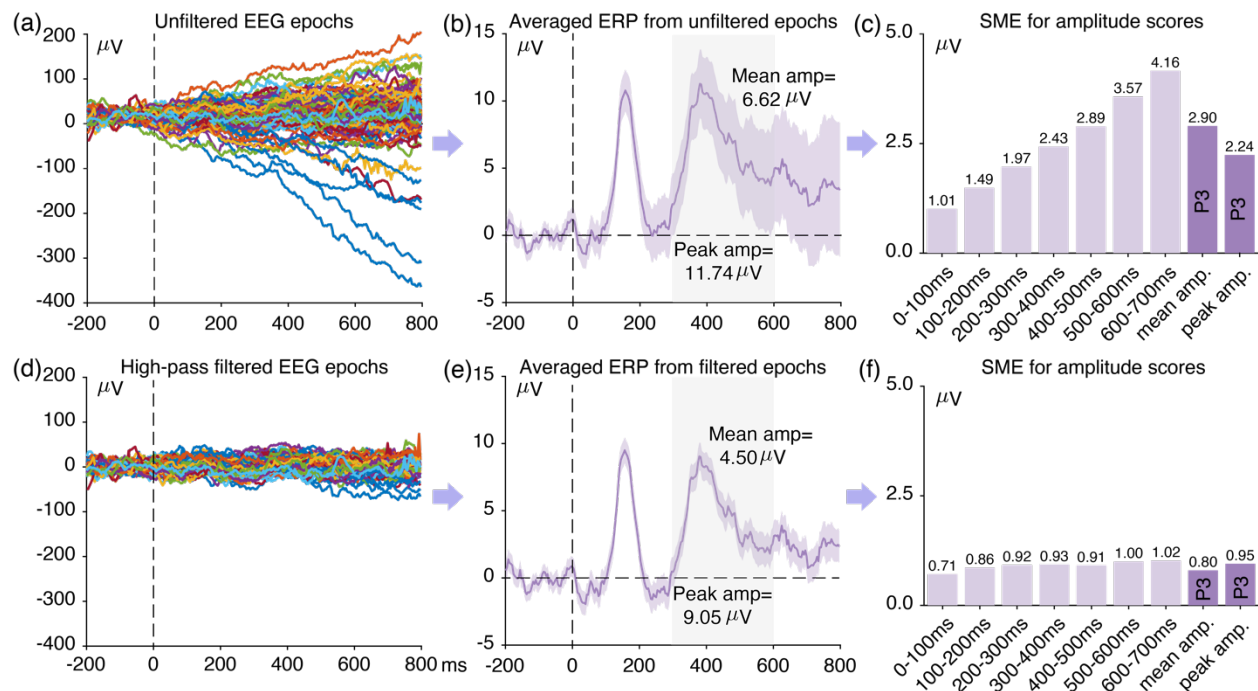 (a) Unfiltered EEG epochs
μV
200
100
0
-100
-200
-300
-400
-200 0 200 400 600 800
(b) Averaged ERP from unfiltered epochs
μV
15
10
5
0
-5
Mean amp=
6.62 μV
Peak amp=
11.74 μV
-200 0 200 400 600 800
(c) SME for amplitude scores
μV
5.0
2.5
0.0
1.01
1.49
1.97
2.43
2.89
3.57
4.16
2.90
2.24
P3
P3
0-100ms
100-200ms
200-300ms
300-400ms
400-500ms
500-600ms
600-700ms
mean amp.
peak amp.
(d) High-pass filtered EEG epochs
μV
200
100
0
-100
-200
-300
-400
-200 0 200 400 600 800 ms
(e) Averaged ERP from filtered epochs
μV
15
10
5
0
-5
Mean amp=
4.50 μV
Peak amp=
9.05 μV
-200 0 200 400 600 800
(f) SME for amplitude scores
μV
5.0
2.5
0.0
0.71
0.86
0.92
0.93
0.91
1.00
1.02
0.80
0.95
P3
P3
0-100ms
100-200ms
200-300ms
300-400ms
400-500ms
500-600ms
600-700ms
mean amp.
peak amp.